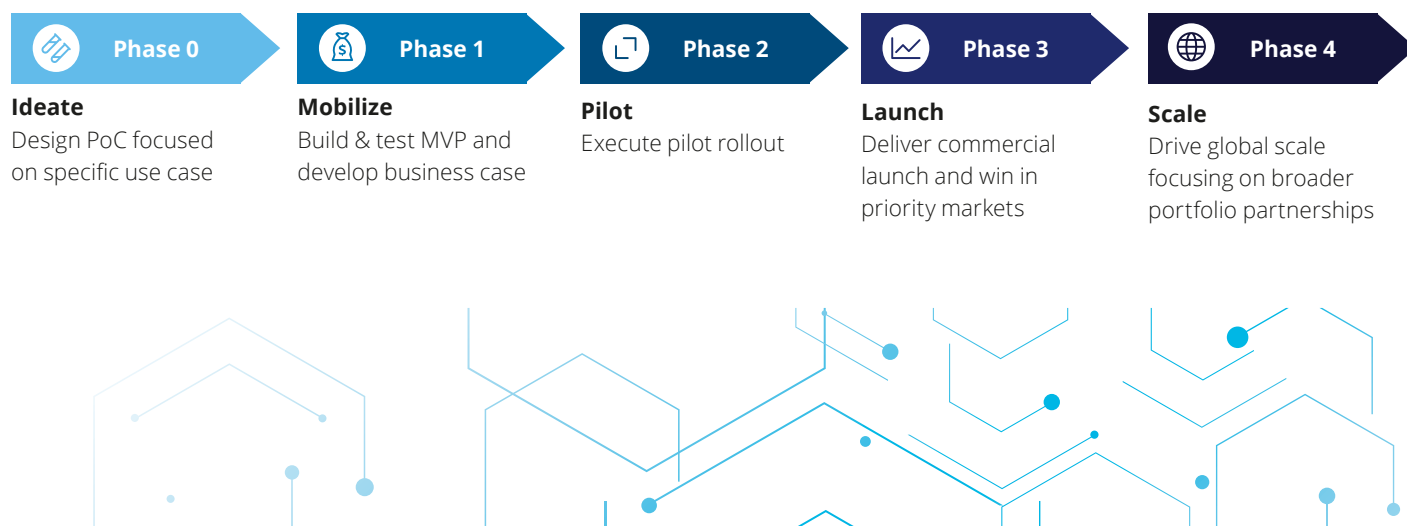 Phase 0
Ideate
Design PoC focused
on specific use case
Phase 1
$
Mobilize
Build & test MVP and
develop business case
Phase 2
Pilot
Execute pilot rollout
Phase 3
Launch
Deliver commercial
launch and win in
priority markets
Phase 4
Scale
Drive global scale
focusing on broader
portfolio partnerships